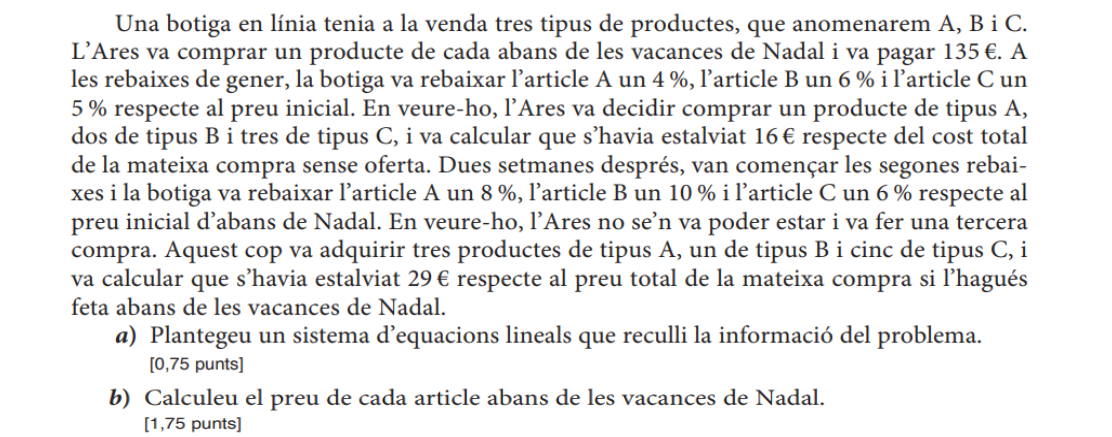 Una botiga en línia tenia a la venda tres tipus de productes, que anomenarem A, B i C.
L’Ares va comprar un producte de cada abans de les vacances de Nadal i va pagar 135 €. A
les rebaixes de gener, la botiga va rebaixar l’article A un 4 %, l’article B un 6 % i l’article C un
5 % respecte al preu inicial. En veure-ho, l’Ares va decidir comprar un producte de tipus A,
dos de tipus B i tres de tipus C, i va calcular que s’havia estalviat 16 € respecte del cost total
de la mateixa compra sense oferta. Dues setmanes després, van començar les segones rebai-
xes i la botiga va rebaixar l’article A un 8 %, l’article B un 10 % i l’article C un 6 % respecte al
preu inicial d’abans de Nadal. En veure-ho, l’Ares no se’n va poder estar i va fer una tercera
compra. Aquest cop va adquirir tres productes de tipus A, un de tipus B i cinc de tipus C, i
va calcular que s’havia estalviat 29 € respecte al preu total de la mateixa compra si l’hagués
feta abans de les vacances de Nadal.
a) Plantegeu un sistema d’equacions lineals que reculli la informació del problema.
[0,75 punts]
b) Calculeu el preu de cada article abans de les vacances de Nadal.
[1,75 punts]